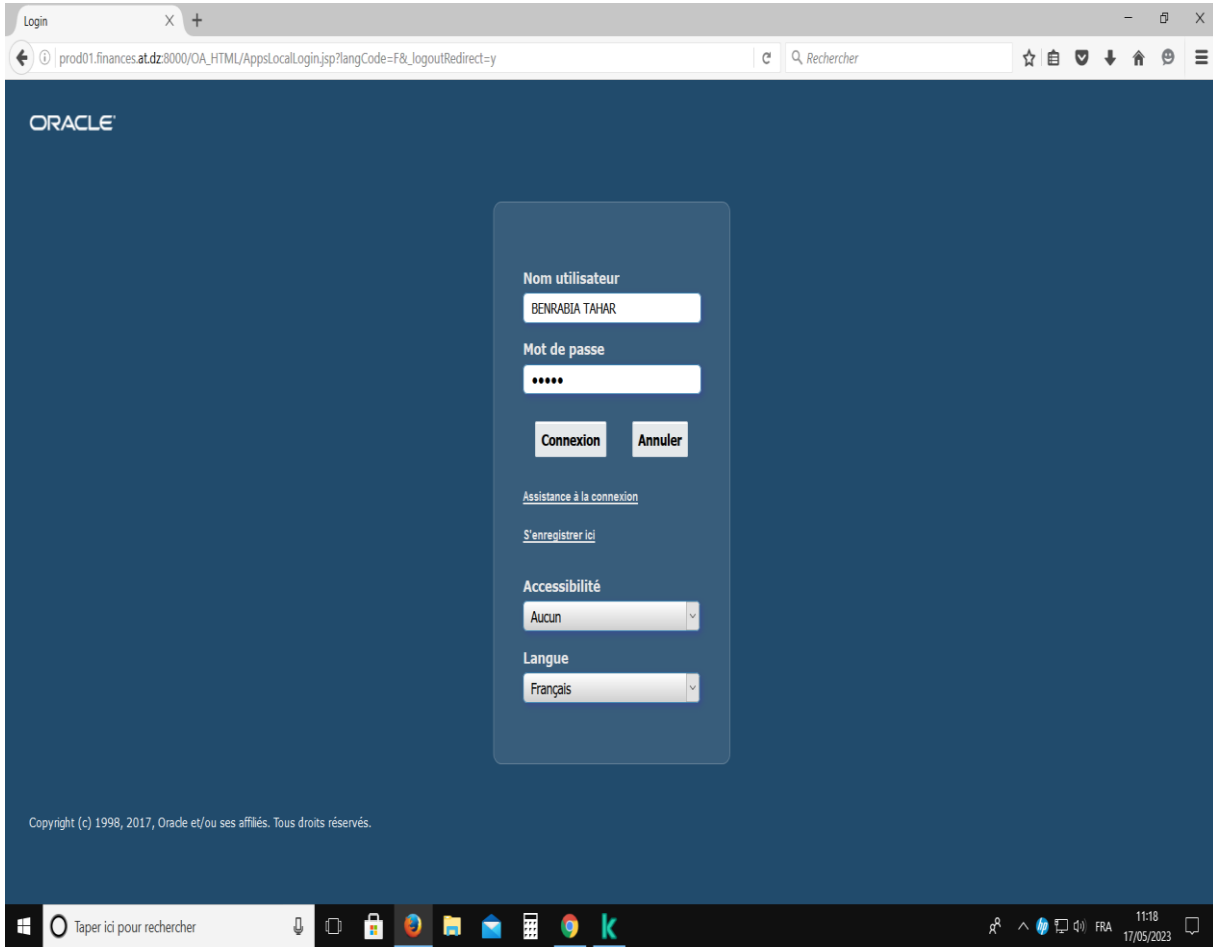 Login
prod01.finances.at.dz:8000/OA_HTML/AppsLocalLogin.jsp?langCode=F&_logoutRedirect=y
Rechercher
ORACLE
Nom utilisateur
BENRABIA TAHAR
Mot de passe
•••••
Connexion Annuler
Assistance à la connexion
S'enregistrer ici
Accessibilité
Aucun
Langue
Français
Copyright (c) 1998, 2017, Oracle et/ou ses affiliés. Tous droits réservés.
Taper ici pour rechercher
hp
FRA
11:18
17/05/2023